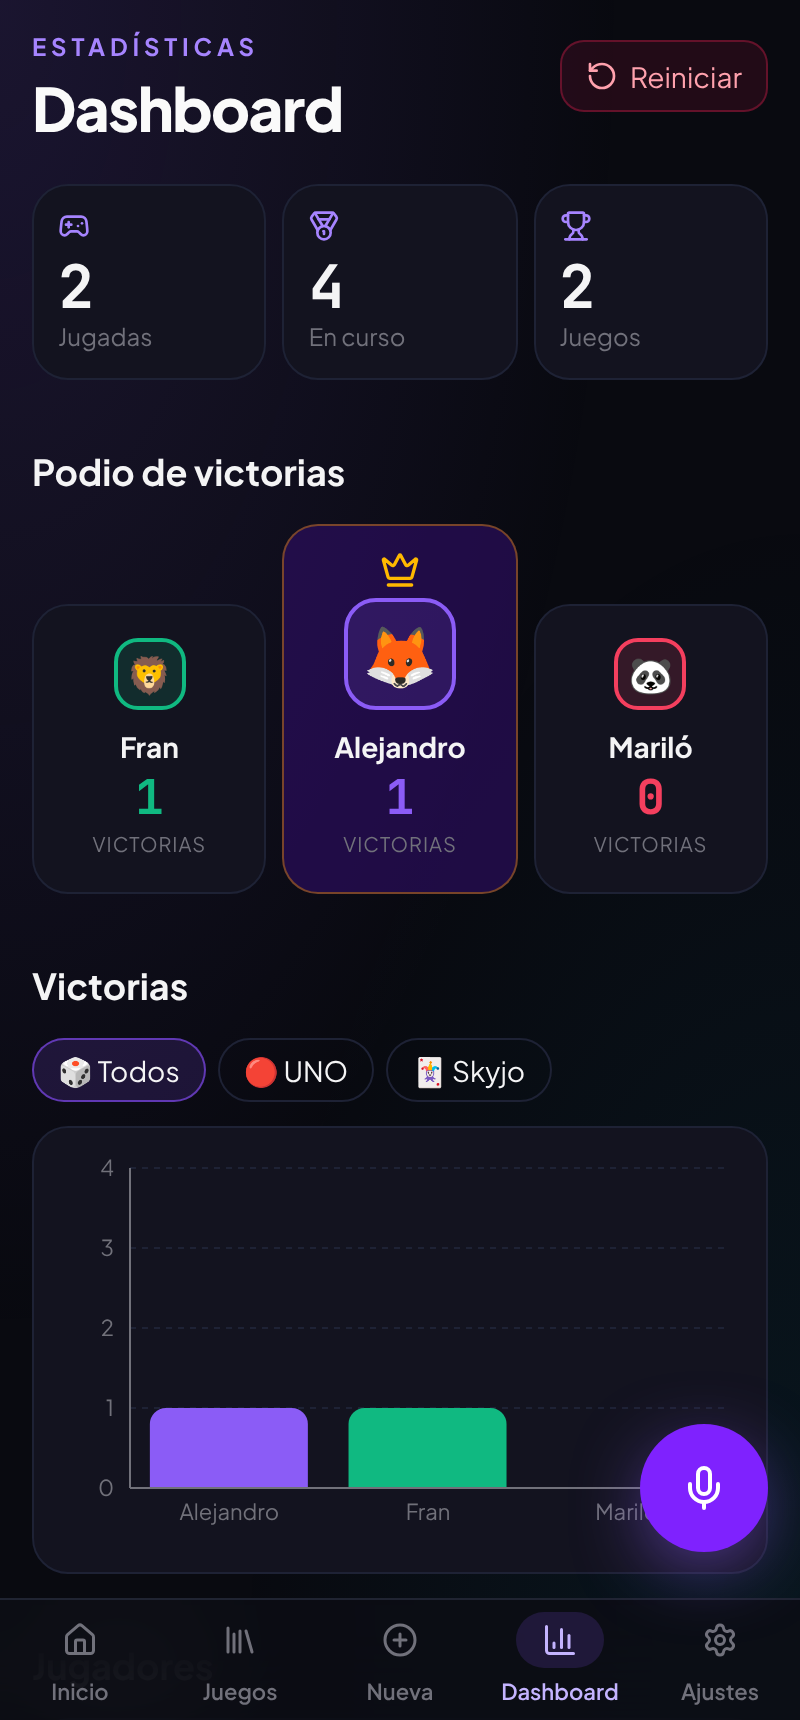 ESTADÍSTICAS
Dashboard
Reiniciar
2
Jugadas
4
En curso
2
Juegos
Podio de victorias
Fran
1
VICTORIAS
Alejandro
1
VICTORIAS
Mariló
0
VICTORIAS
Victorias
Todos
UNO
Skyjo
4
3
2
1
0
Alejandro
Fran
Jugadores
Inicio
Juegos
Nueva
Dashboard
Ajustes